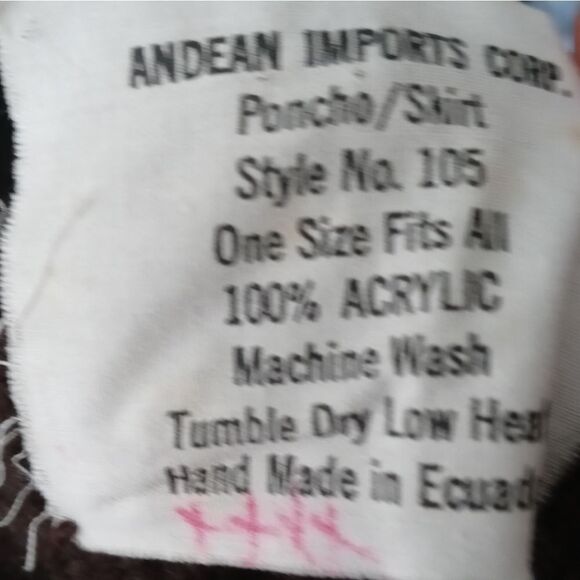 ANDEAN IMPORTS CORP.
Poncho/Skirt
Style No. 105
One Size Fits All
100% ACRYLIC
Machine Wash
Tumble Dry Low Heat
Hand Made in Ecuad